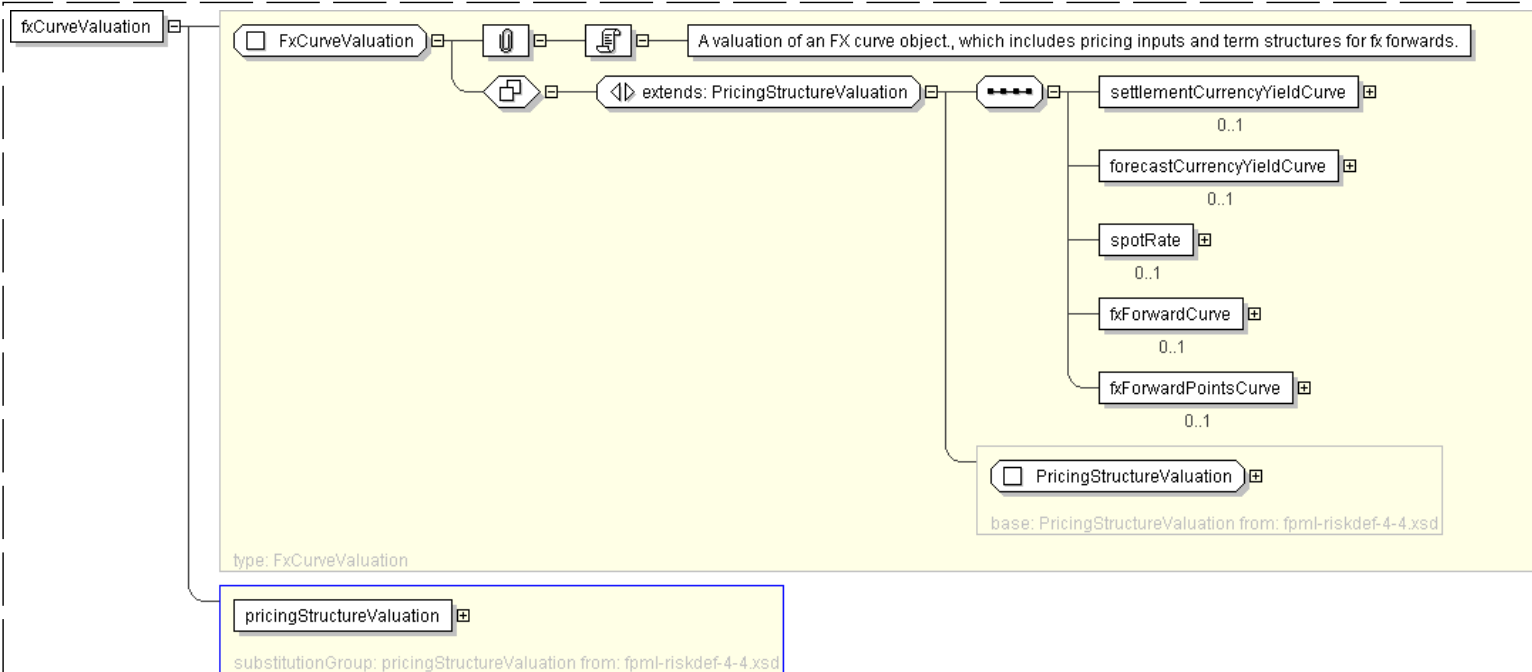 fxCurveValuation
FxCurveValuation
A valuation of an FX curve object., which includes pricing inputs and term structures for fx forwards.
extends: PricingStructureValuation
settlementCurrencyYieldCurve
0..1
forecastCurrencyYieldCurve
0..1
spotRate
0..1
fxForwardCurve
0..1
fxForwardPointsCurve
0..1
PricingStructureValuation
base: PricingStructureValuation from: fpml-riskdef-4-4.xsd
type: FxCurveValuation
pricingStructureValuation
substitutionGroup: pricingStructureValuation from: fpml-riskdef-4-4.xsd